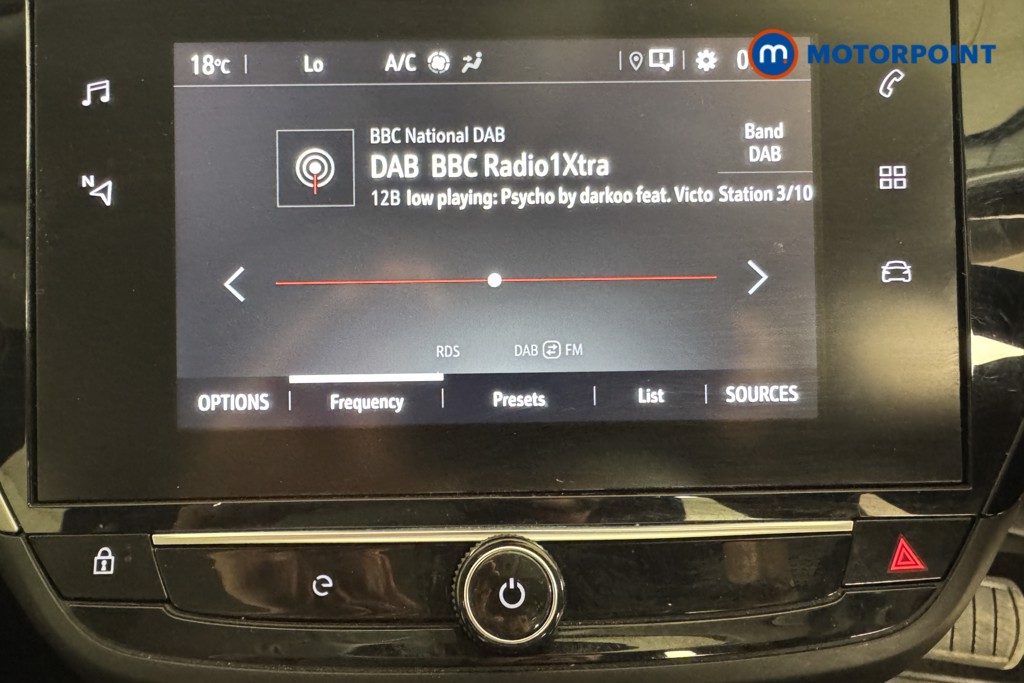 18°C Lo A/C 0
m MOTORPOINT
N
BBC National DAB
DAB BBC Radio1Xtra
12B low playing: Psycho by darkoo feat. Victo
Band
DAB
Station 3/10
RDS DAB FM
OPTIONS Frequency Presets List SOURCES
e